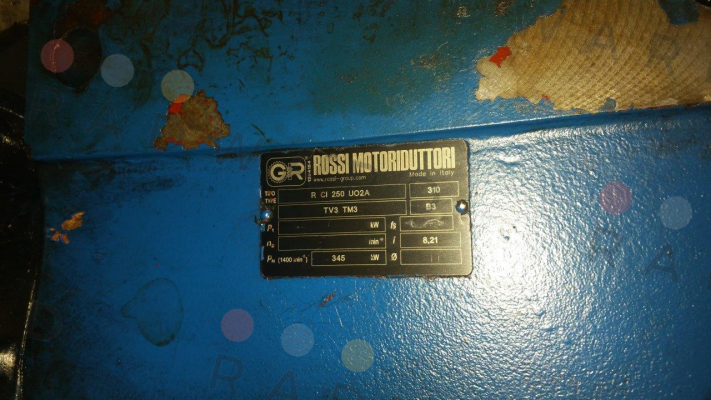 GR ROSSI MOTORIDUTTORI
www.rossi-group.com Made in Italy
TIPO TYPE R CI 250 UO2A 310
TV3 TM3 B3
P₁ kW fs
n₂ min⁻¹ i 8,21
PN (1400 min⁻¹) 345 kW Ø